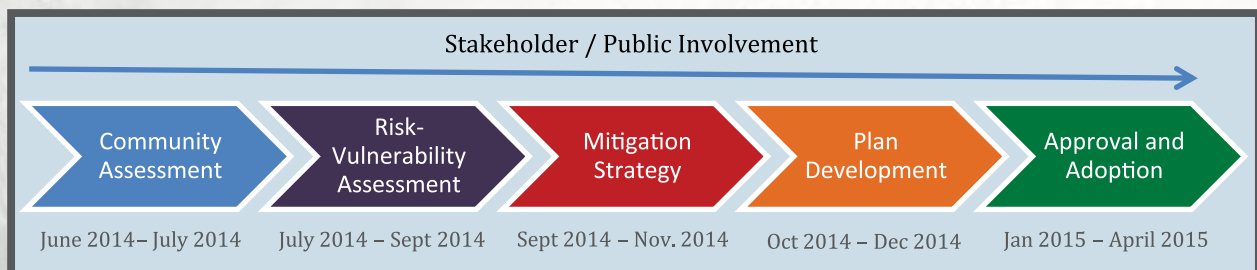 Stakeholder / Public Involvement
Community
Assessment
Risk-
Vulnerability
Assessment
Mitigation
Strategy
Plan
Development
Approval and
Adoption
June 2014– July 2014
July 2014 – Sept 2014
Sept 2014 – Nov. 2014
Oct 2014 – Dec 2014
Jan 2015 – April 2015